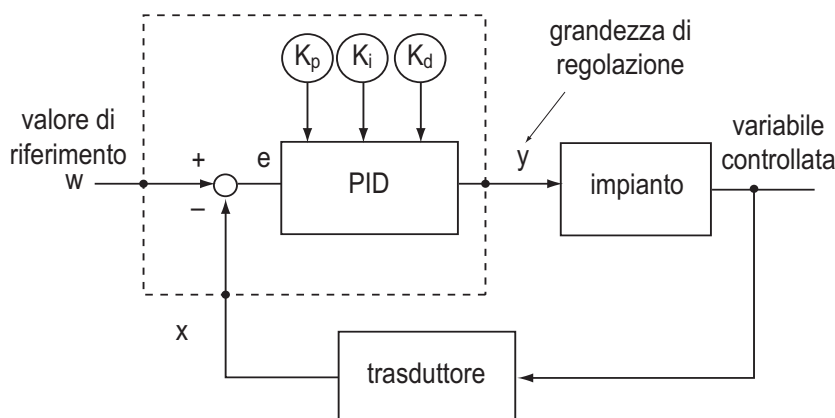 grandezza di
regolazione
Kp Ki Kd
valore di
riferimento
w
+
–
e
PID
y
impianto
variabile
controllata
x
trasduttore